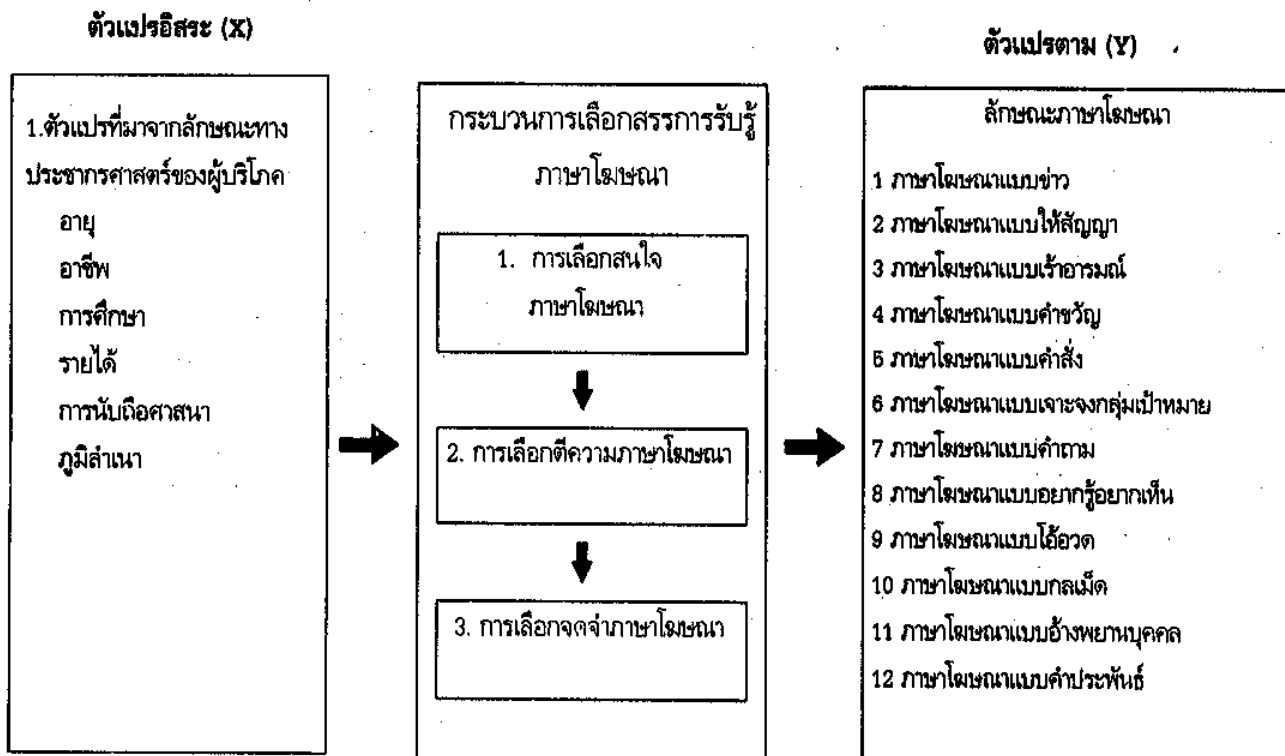 ตัวแปรอิสระ (X)
1.ตัวแปรที่มาจากลักษณะทาง
ประชากรศาสตร์ของผู้บริโภค
อายุ
อาชีพ
การศึกษา
รายได้
การนับถือศาสนา
ภูมิลำเนา
กระบวนการเลือกสรรการรับรู้
ภาษาโฆษณา
1. การเลือกสนใจ
ภาษาโฆษณา
2. การเลือกตีความภาษาโฆษณา
3. การเลือกจดจำภาษาโฆษณา
ตัวแปรตาม (Y)
ลักษณะภาษาโฆษณา
1 ภาษาโฆษณาแบบข่าว
2 ภาษาโฆษณาแบบให้สัญญา
3 ภาษาโฆษณาแบบเร้าอารมณ์
4 ภาษาโฆษณาแบบคำขวัญ
5 ภาษาโฆษณาแบบคำสั่ง
6 ภาษาโฆษณาแบบเจาะจงกลุ่มเป้าหมาย
7 ภาษาโฆษณาแบบคำถาม
8 ภาษาโฆษณาแบบอยากรู้อยากเห็น
9 ภาษาโฆษณาแบบโอ้อวด
10 ภาษาโฆษณาแบบกลเม็ด
11 ภาษาโฆษณาแบบอ้างพยานบุคคล
12 ภาษาโฆษณาแบบคำประพันธ์